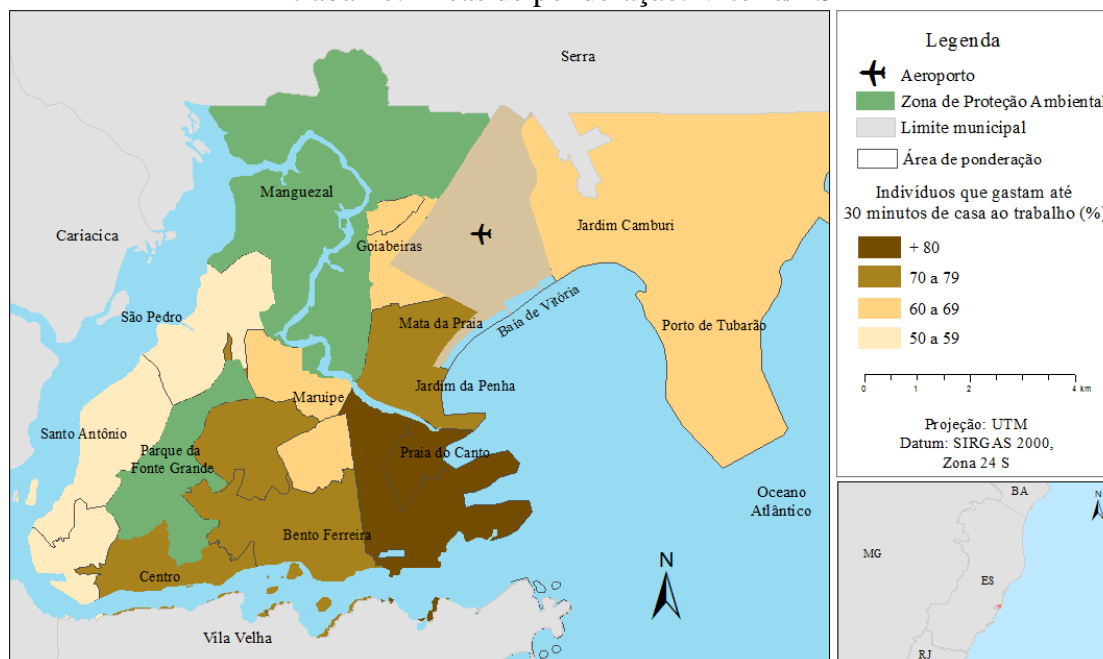 Serra
Manguezal
Cariacica
Goiabeiras
Jardim Camburi
São Pedro
Mata da Praia
Baia de Vitória
Porto de Tubarão
Jardim da Penha
Maruipe
Santo Antônio
Parque da
Fonte Grande
Praia do Canto
Oceano
Atlântico
Bento Ferreira
Centro
N
Vila Velha
Legenda
Aeroporto
Zona de Proteção Ambiental
Limite municipal
Área de ponderação
Indivíduos que gastam até
30 minutos de casa ao trabalho (%)
+ 80
70 a 79
60 a 69
50 a 59
0 1 2 4 km
Projeção: UTM
Datum: SIRGAS 2000,
Zona 24 S
BA
N
MG
ES
RJ